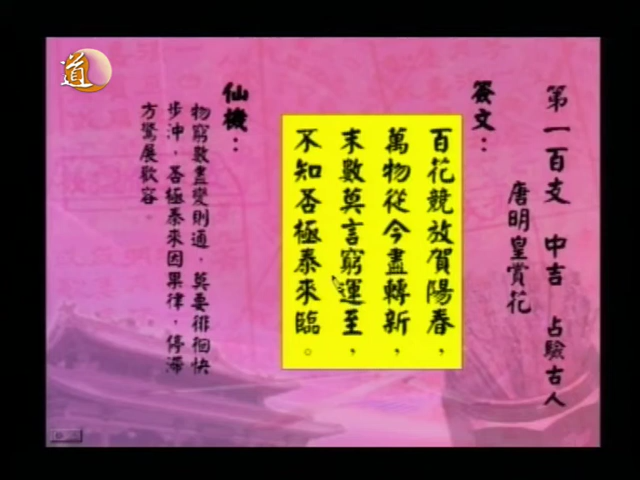 道
第一百支　中吉　占驗古人
唐明皇賞花
簽文：
百花競放賀陽春，
萬物從今盡轉新，
末數莫言窮運至，
不知否極泰來臨。
仙機：
物窮數盡變則通，莫要徘徊快
步沖，否極泰來因果律，停滯
方驚展歡容。